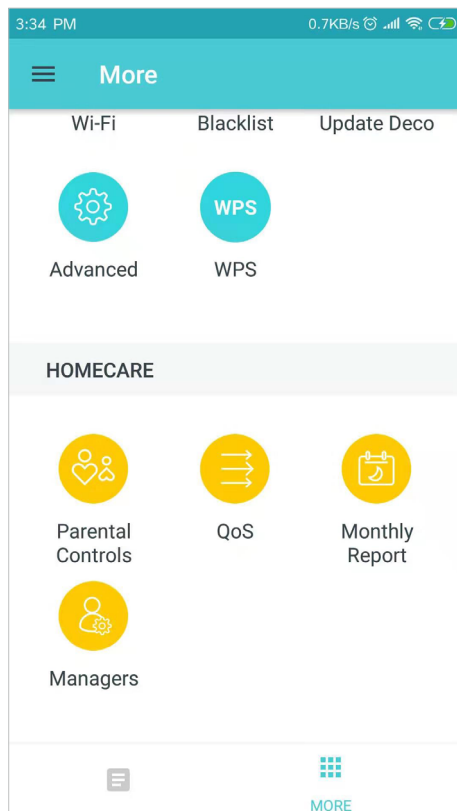 3:34 PM 0.7KB/s
More
Wi-Fi Blacklist Update Deco
WPS
Advanced WPS
HOMECARE
Parental Controls QoS Monthly Report
Managers
MORE